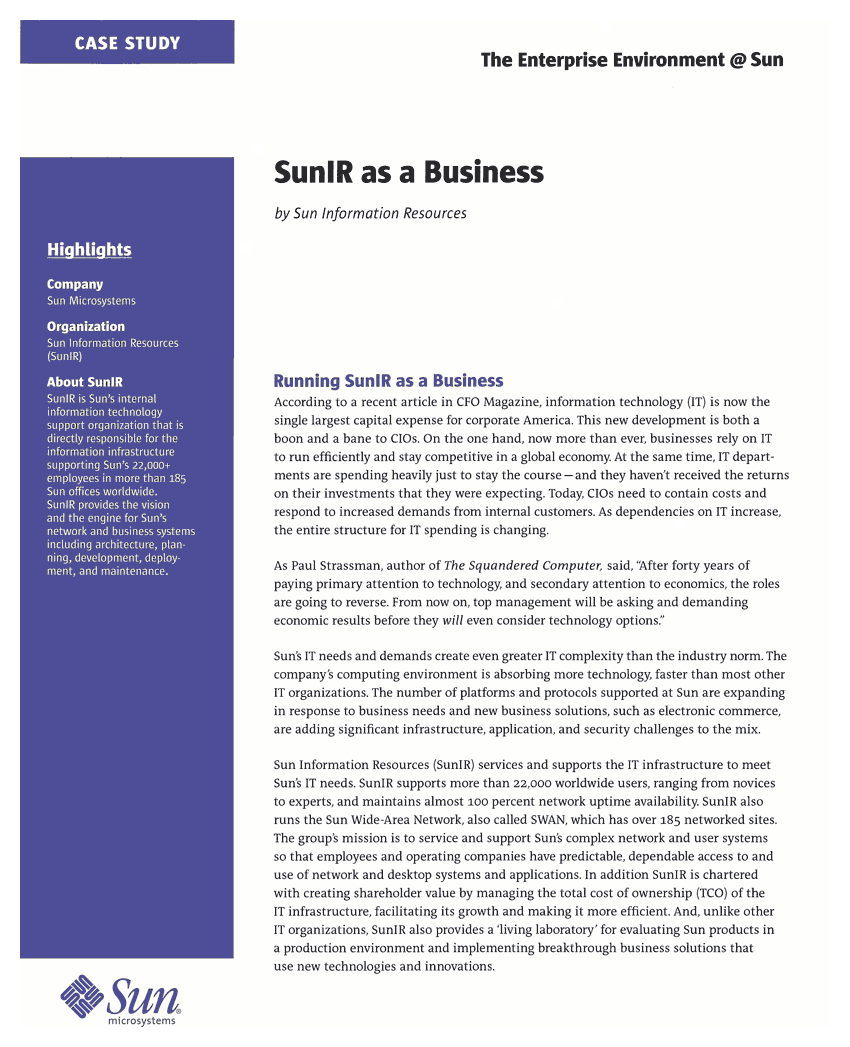 CASE STUDY
The Enterprise Environment @ Sun
SunIR as a Business
by Sun Information Resources
Highlights
Company
Sun Microsystems
Organization
Sun Information Resources
(SunIR)
About SunIR
SunIR is Sun's internal
information technology
support organization that is
directly responsible for the
information infrastructure
supporting Sun's 22,000+
employees in more than 185
Sun offices worldwide.
SunIR provides the vision
and the engine for Sun's
network and business systems
including architecture, plan-
ning, development, deploy-
ment, and maintenance.
Running SunIR as a Business
According to a recent article in CFO Magazine, information technology (IT) is now the
single largest capital expense for corporate America. This new development is both a
boon and a bane to CIOs. On the one hand, now more than ever, businesses rely on IT
to run efficiently and stay competitive in a global economy. At the same time, IT depart-
ments are spending heavily just to stay the course—and they haven't received the returns
on their investments that they were expecting. Today, CIOs need to contain costs and
respond to increased demands from internal customers. As dependencies on IT increase,
the entire structure for IT spending is changing.
As Paul Strassman, author of The Squandered Computer, said, "After forty years of
paying primary attention to technology, and secondary attention to economics, the roles
are going to reverse. From now on, top management will be asking and demanding
economic results before they will even consider technology options."
Sun's IT needs and demands create even greater IT complexity than the industry norm. The
company's computing environment is absorbing more technology, faster than most other
IT organizations. The number of platforms and protocols supported at Sun are expanding
in response to business needs and new business solutions, such as electronic commerce,
are adding significant infrastructure, application, and security challenges to the mix.
Sun Information Resources (SunIR) services and supports the IT infrastructure to meet
Sun's IT needs. SunIR supports more than 22,000 worldwide users, ranging from novices
to experts, and maintains almost 100 percent network uptime availability. SunIR also
runs the Sun Wide-Area Network, also called SWAN, which has over 185 networked sites.
The group's mission is to service and support Sun's complex network and user systems
so that employees and operating companies have predictable, dependable access to and
use of network and desktop systems and applications. In addition SunIR is chartered
with creating shareholder value by managing the total cost of ownership (TCO) of the
IT infrastructure, facilitating its growth and making it more efficient. And, unlike other
IT organizations, SunIR also provides a 'living laboratory' for evaluating Sun products in
a production environment and implementing breakthrough business solutions that
use new technologies and innovations.
Sun®
microsystems